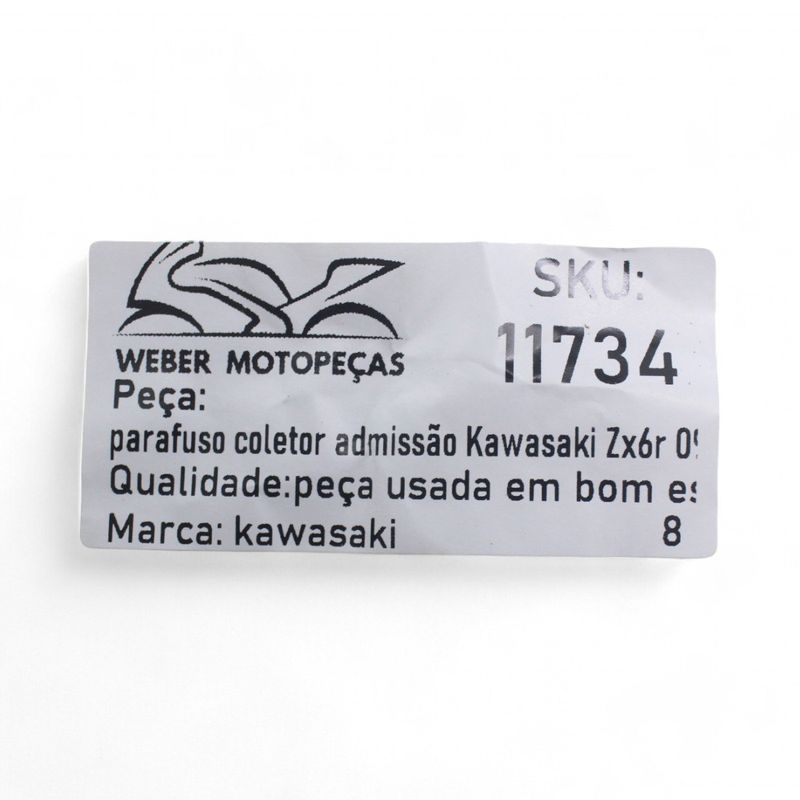 SKU:
11734
WEBER MOTOPEÇAS
Peça:
parafuso coletor admissão Kawasaki Zx6r
Qualidade:peça usada em bom
Marca: kawasaki 8